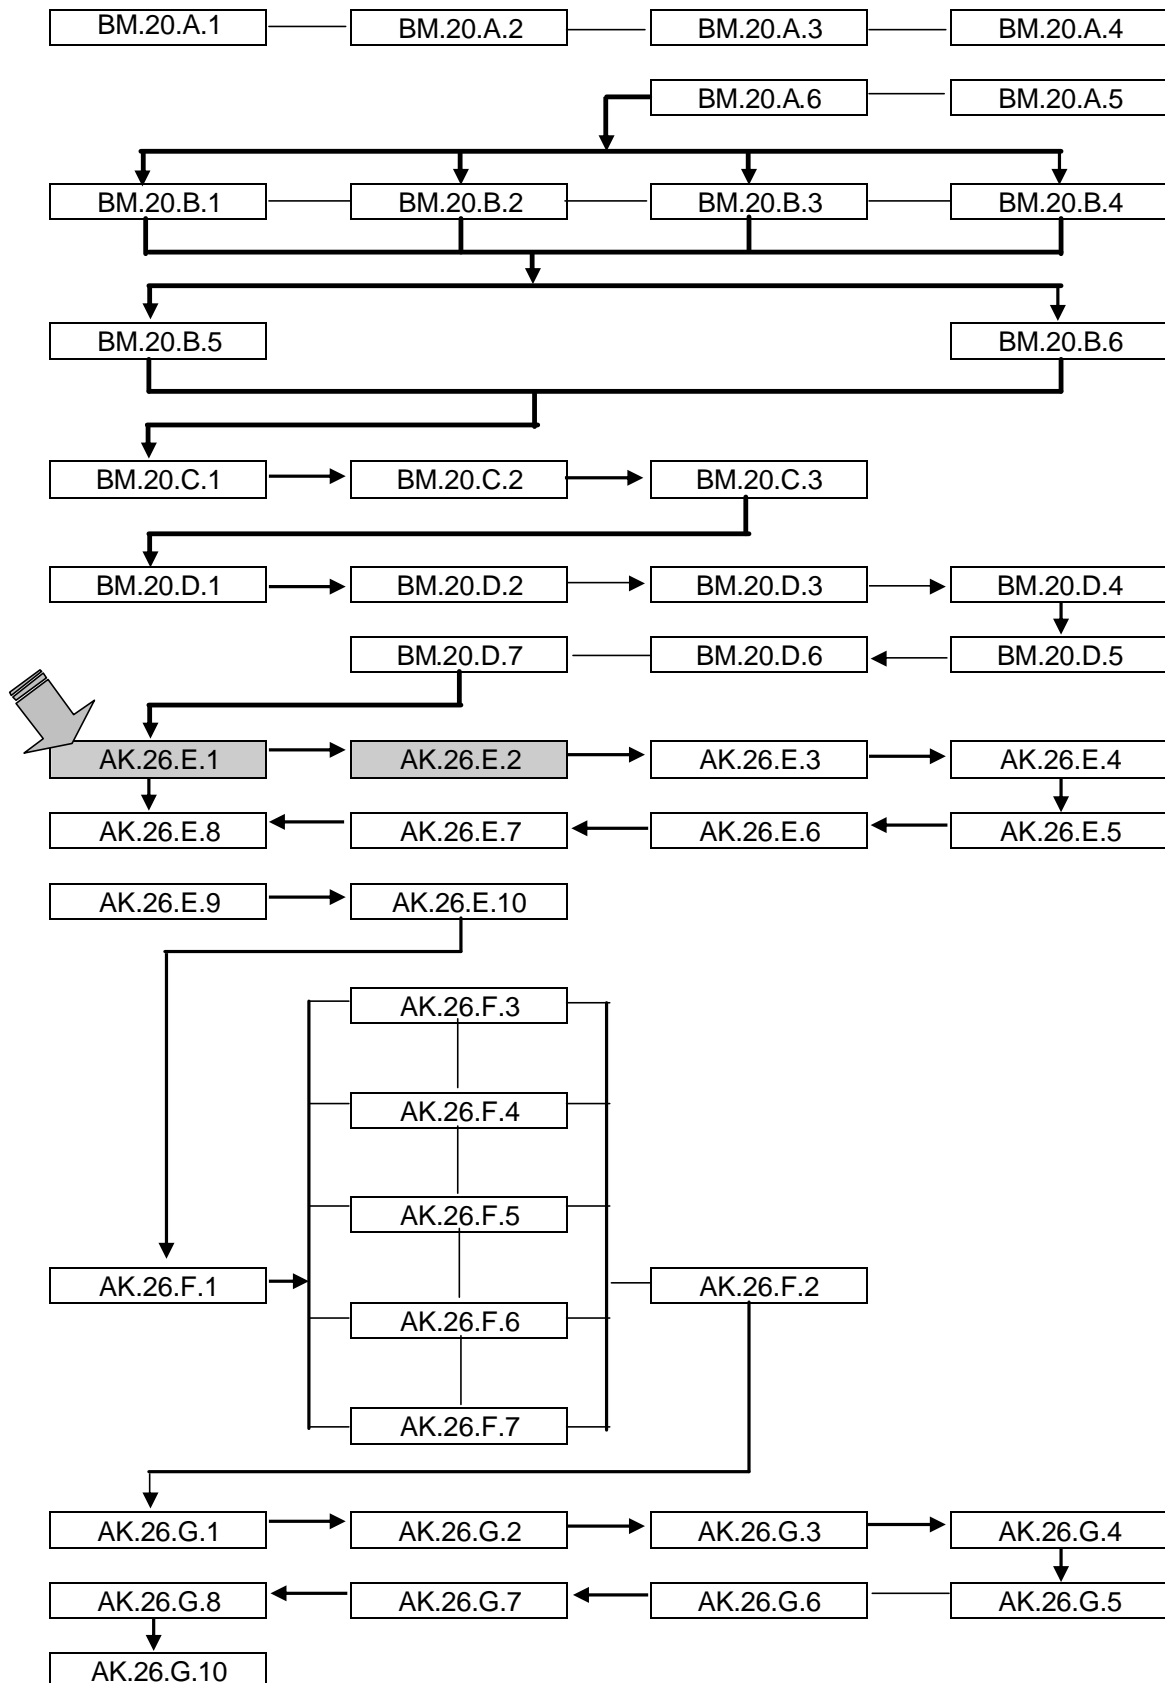 BM.20.A.1 BM.20.A.2 BM.20.A.3 BM.20.A.4
BM.20.A.6 BM.20.A.5
BM.20.B.1 BM.20.B.2 BM.20.B.3 BM.20.B.4
BM.20.B.5 BM.20.B.6
BM.20.C.1 BM.20.C.2 BM.20.C.3
BM.20.D.1 BM.20.D.2 BM.20.D.3 BM.20.D.4
BM.20.D.7 BM.20.D.6 BM.20.D.5
AK.26.E.1 AK.26.E.2 AK.26.E.3 AK.26.E.4
AK.26.E.8 AK.26.E.7 AK.26.E.6 AK.26.E.5
AK.26.E.9 AK.26.E.10
AK.26.F.3
AK.26.F.4
AK.26.F.5
AK.26.F.1 AK.26.F.2
AK.26.F.6
AK.26.F.7
AK.26.G.1 AK.26.G.2 AK.26.G.3 AK.26.G.4
AK.26.G.8 AK.26.G.7 AK.26.G.6 AK.26.G.5
AK.26.G.10